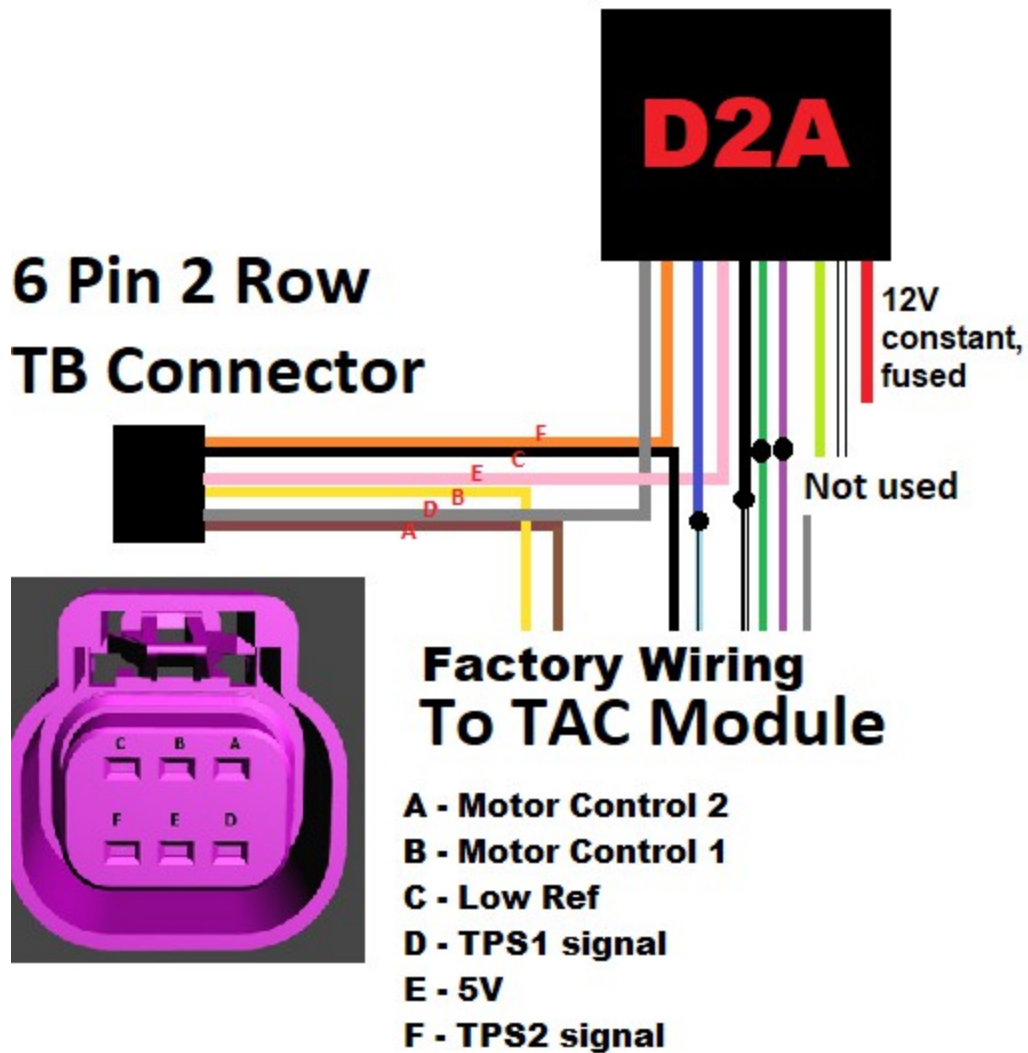 D2A
6 Pin 2 Row
TB Connector
12V
constant,
fused
F
C
E
B
D
A
Not used
Factory Wiring
To TAC Module
C B A
F E D
A - Motor Control 2
B - Motor Control 1
C - Low Ref
D - TPS1 signal
E - 5V
F - TPS2 signal